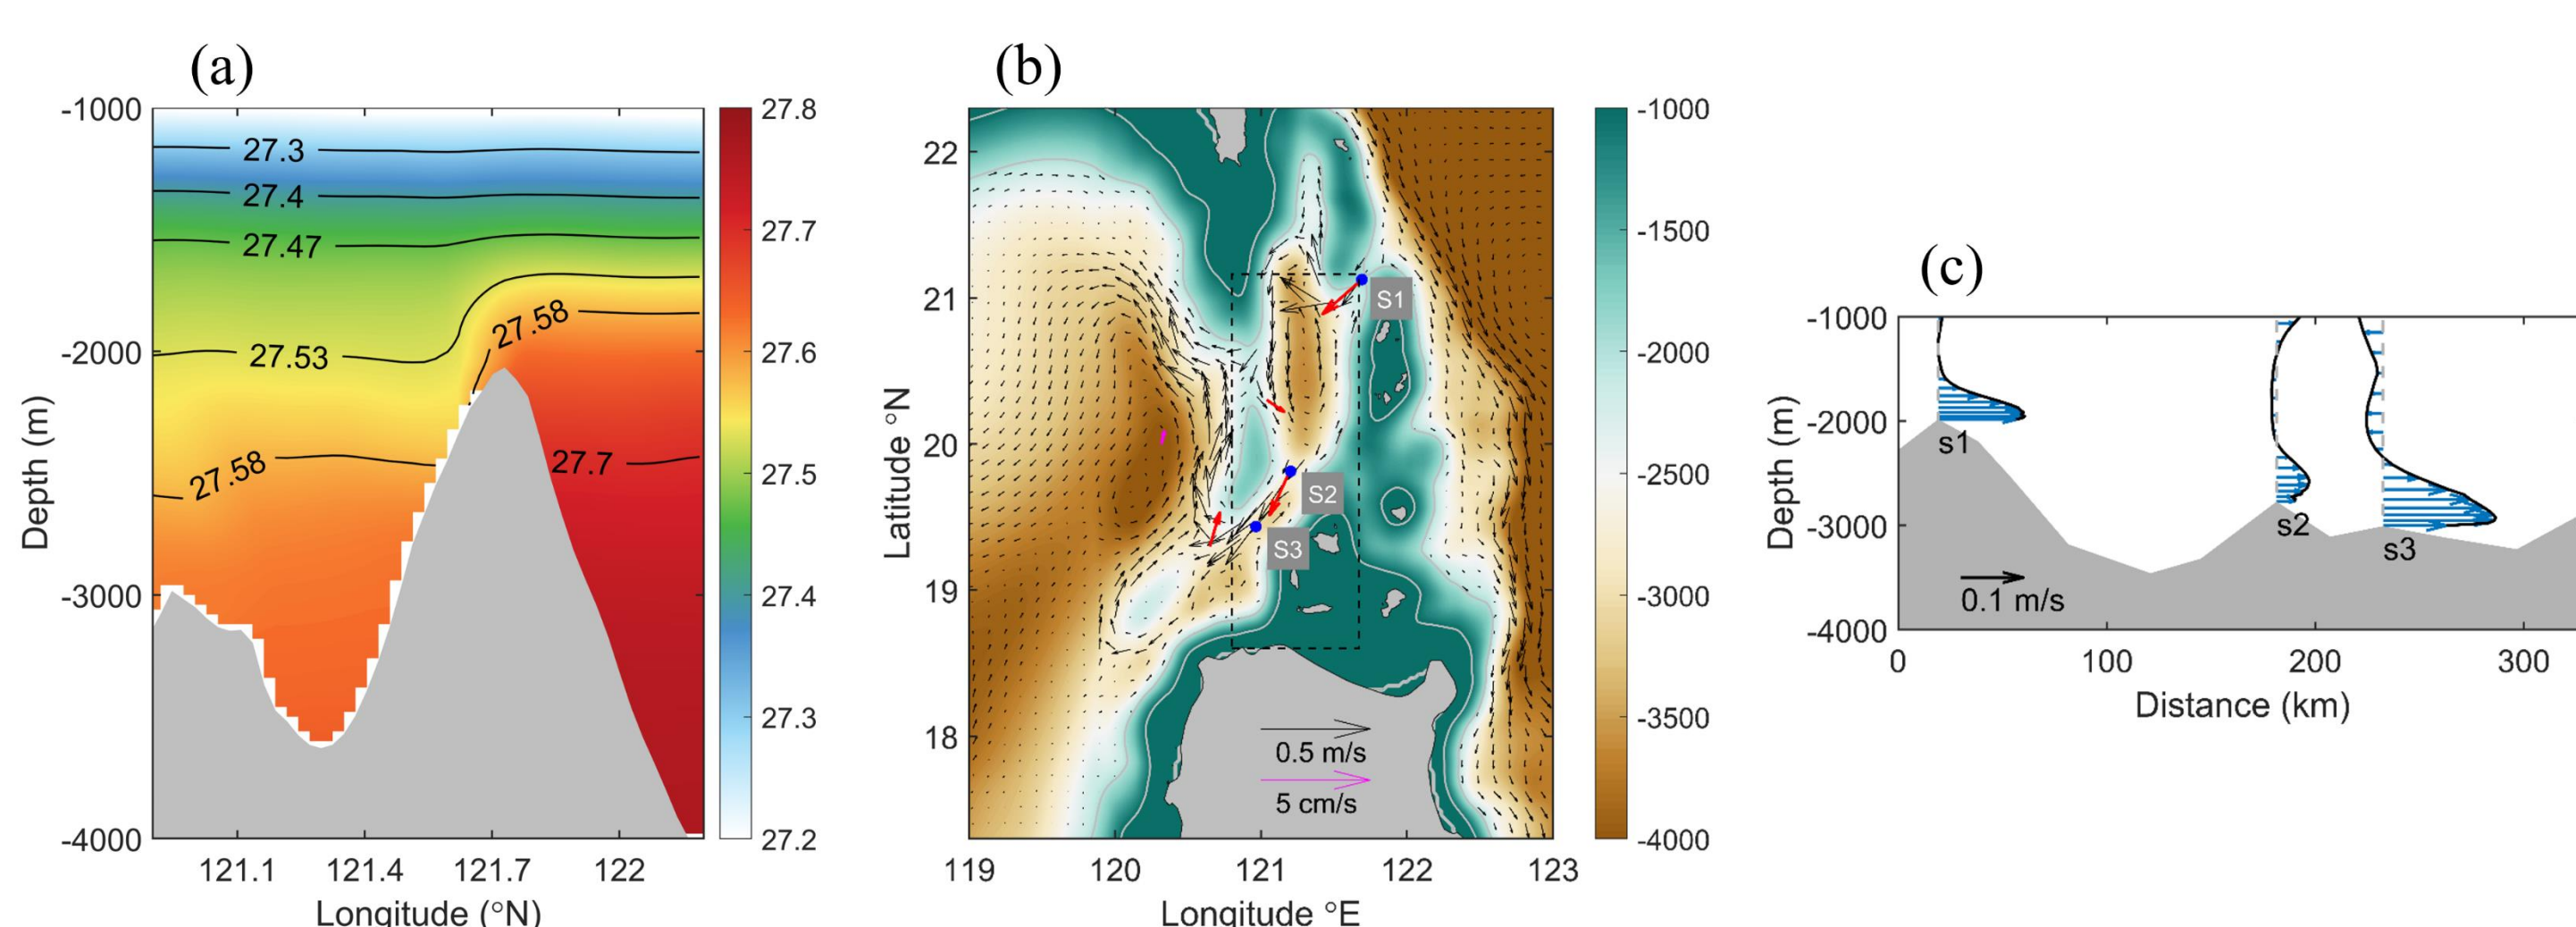 (a)
-1000
-2000
-3000
-4000
Depth (m)
27.3
27.4
27.47
27.53
27.58
27.58
27.7
121.1
121.4
121.7
122
Longitude (°N)
27.8
27.7
27.6
27.5
27.4
27.3
27.2
(b)
22
21
20
19
18
Latitude °N
S1
S2
S3
0.5 m/s
5 cm/s
119
120
121
122
123
Longitude °E
-1000
-1500
-2000
-2500
-3000
-3500
-4000
(c)
-1000
-2000
-3000
-4000
Depth (m)
s1
s2
s3
0.1 m/s
0
100
200
300
Distance (km)